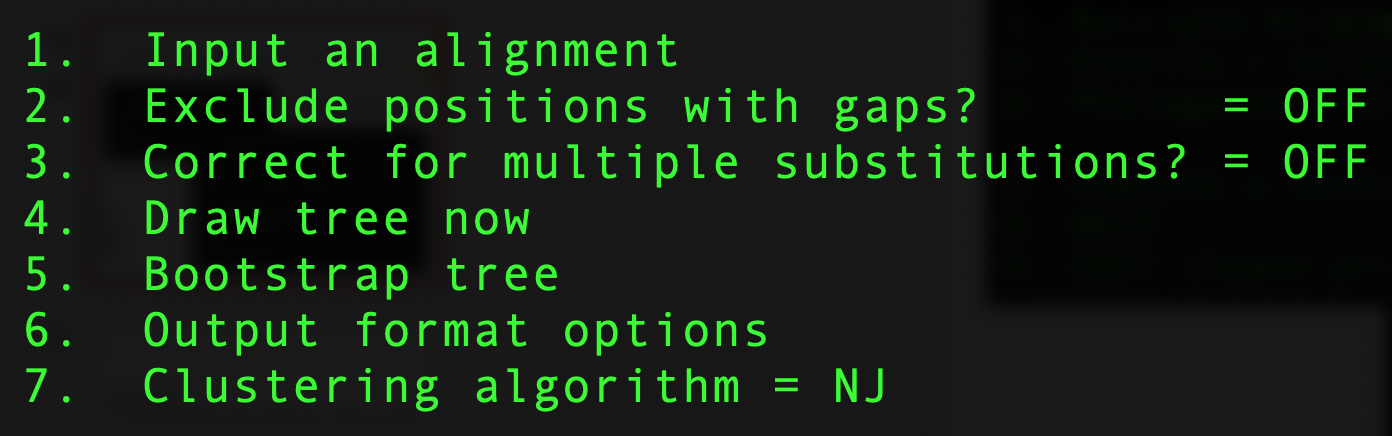 1.  Input an alignment
2.  Exclude positions with gaps?        = OFF
3.  Correct for multiple substitutions? = OFF
4.  Draw tree now
5.  Bootstrap tree
6.  Output format options
7.  Clustering algorithm = NJ